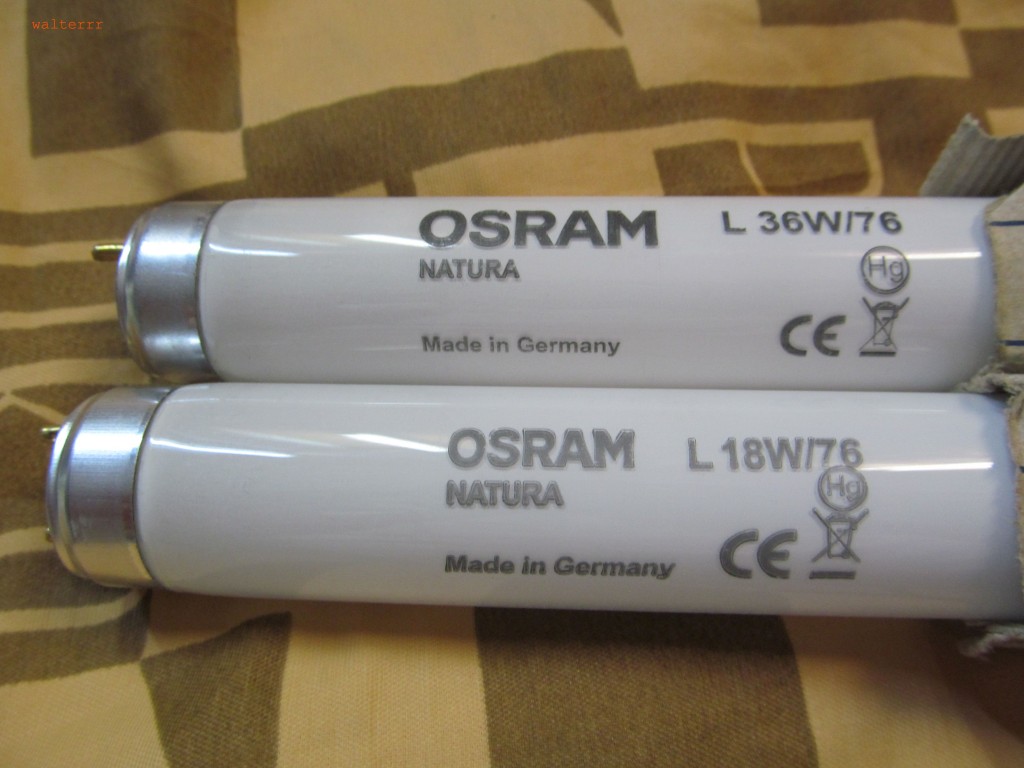 walterrr
OSRAM L 36W/76
NATURA Hg
Made in Germany CE
OSRAM L 18W/76
NATURA Hg
Made in Germany CE